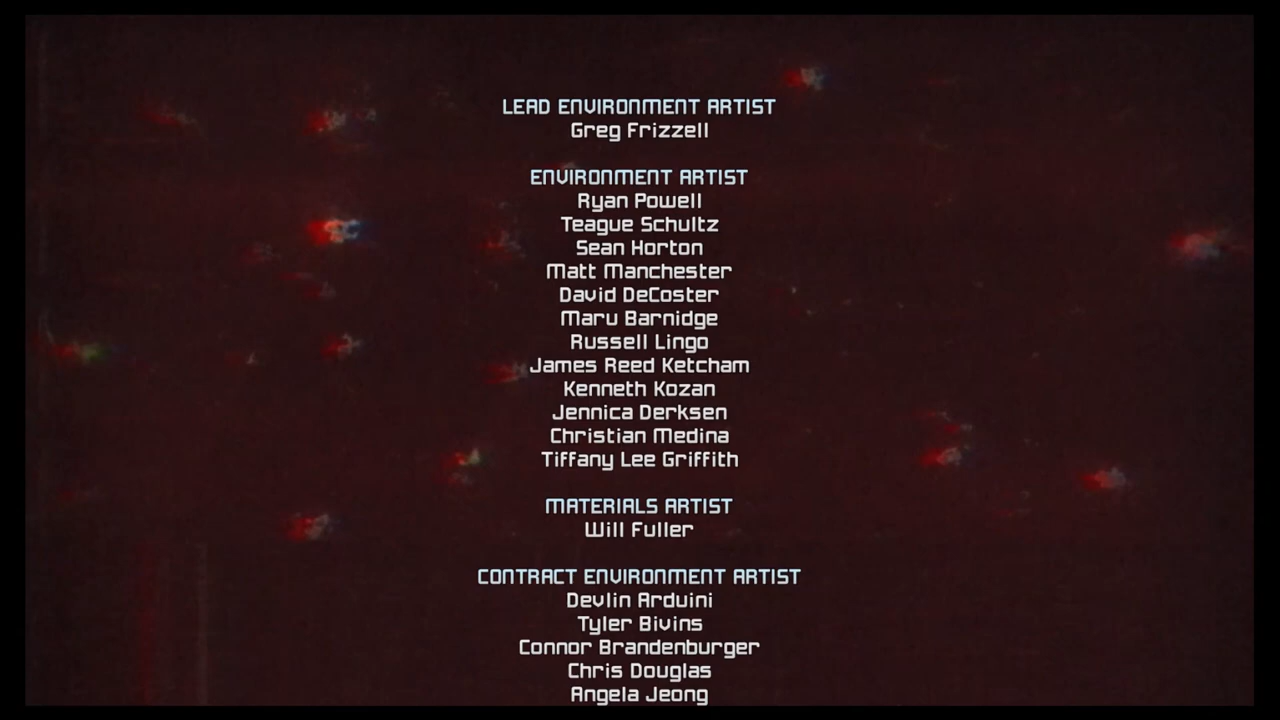 LEAD ENVIRONMENT ARTIST
Greg Frizzell
ENVIRONMENT ARTIST
Ryan Powell
Teague Schultz
Sean Horton
Matt Manchester
David DeCoster
Maru Barnidge
Russell Lingo
James Reed Ketcham
Kenneth Kozan
Jennica Derksen
Christian Medina
Tiffany Lee Griffith
MATERIALS ARTIST
Will Fuller
CONTRACT ENVIRONMENT ARTIST
Devlin Arduini
Tyler Bivins
Connor Brandenburger
Chris Douglas
Angela Jeong